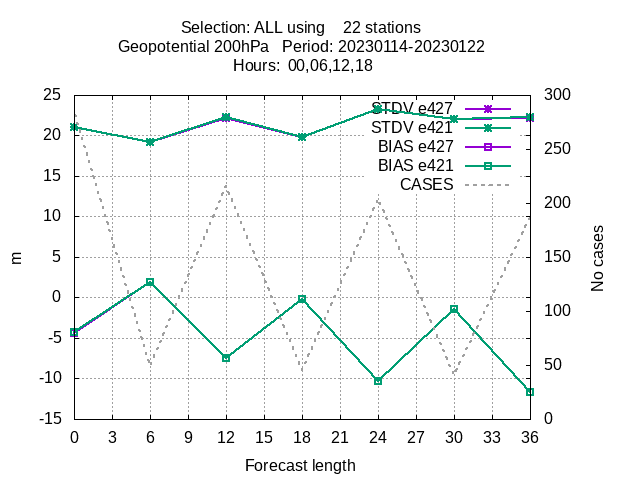 Selection: ALL using    22 stations
Geopotential 200hPa   Period: 20230114-20230122
Hours:  00,06,12,18
25
20
15
10
5
0
-5
-10
-15
m
STDV e427
STDV e421
BIAS e427
BIAS e421
CASES
300
250
200
150
100
50
0
No cases
0 3 6 9 12 15 18 21 24 27 30 33 36
Forecast length